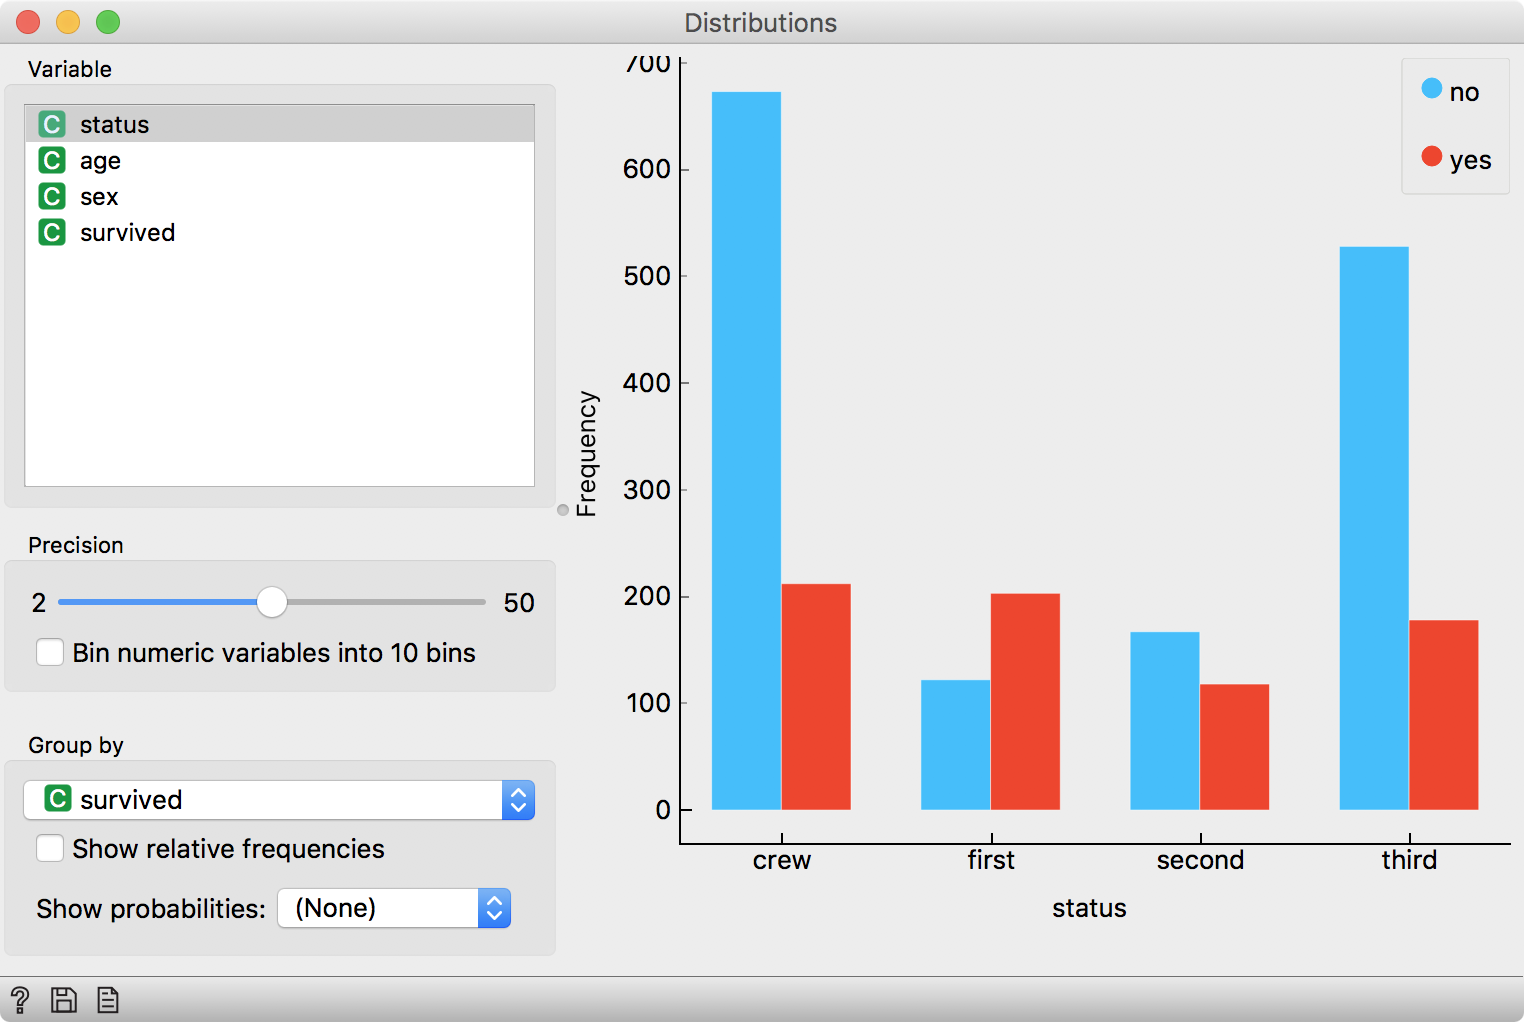 Distributions
Variable
C status
C age
C sex
C survived
Precision
2 50
Bin numeric variables into 10 bins
Group by
C survived
Show relative frequencies
Show probabilities: (None)
?
700
600
500
400
300
200
100
0
Frequency
crew first second third
status
no
yes